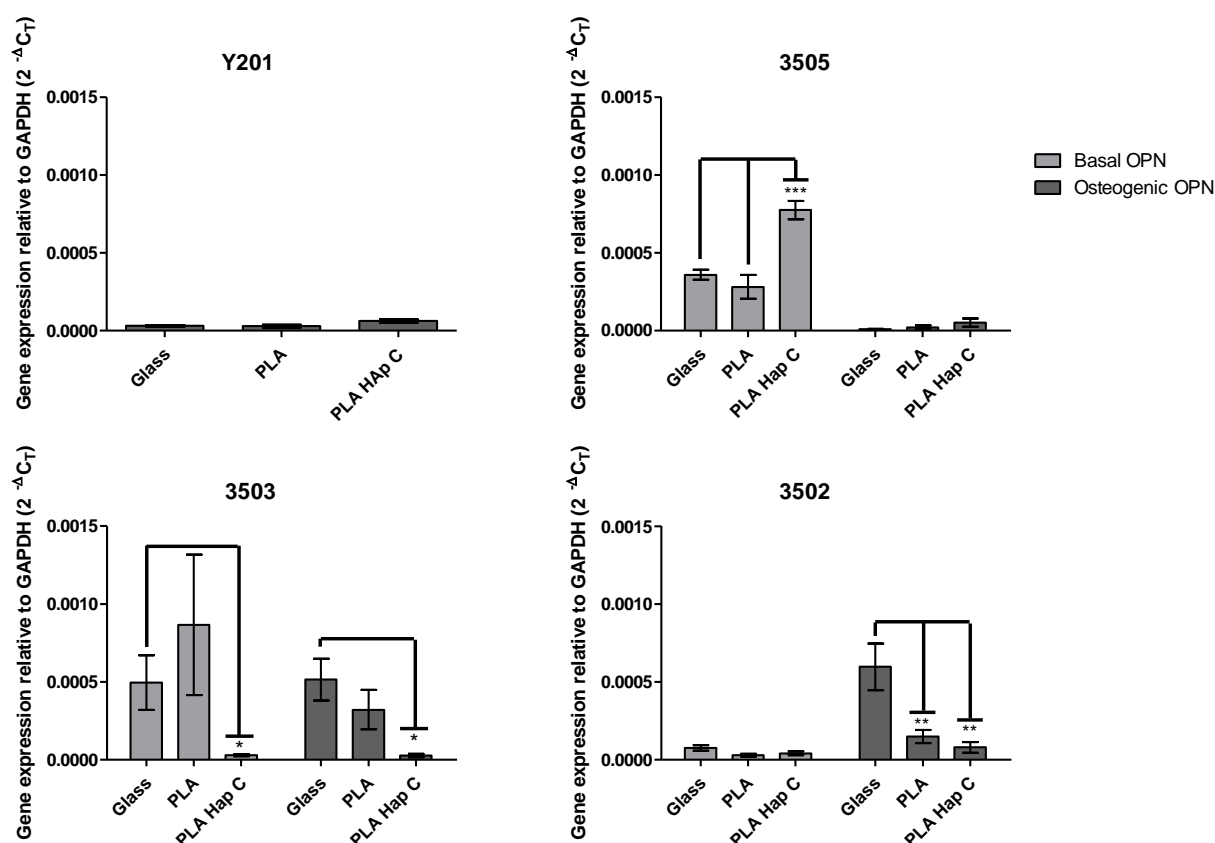 Gene expression relative to GAPDH (2 -ΔCT)
Y201
0.0015
0.0010
0.0005
0.0000
Glass
PLA
PLA HAp C
Gene expression relative to GAPDH (2 -ΔCT)
3505
0.0015
0.0010
0.0005
0.0000
***
Glass
PLA
PLA Hap C
Glass
PLA
PLA Hap C
Basal OPN
Osteogenic OPN
Gene expression relative to GAPDH (2 -ΔCT)
3503
0.0015
0.0010
0.0005
0.0000
*
*
Glass
PLA
PLA Hap C
Glass
PLA
PLA Hap C
Gene expression relative to GAPDH (2 -ΔCT)
3502
0.0015
0.0010
0.0005
0.0000
**
**
Glass
PLA
PLA Hap C
Glass
PLA
PLA Hap C